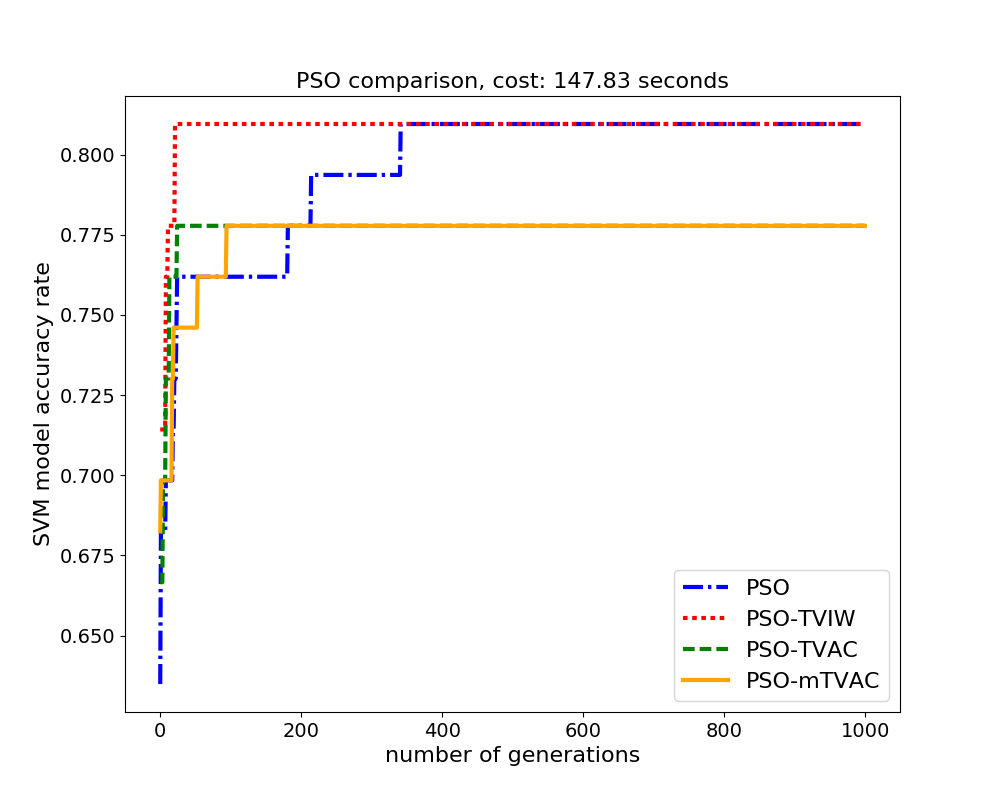 PSO comparison, cost: 147.83 seconds
SVM model accuracy rate
0.800
0.775
0.750
0.725
0.700
0.675
0.650
0 200 400 600 800 1000
number of generations
PSO
PSO-TVIW
PSO-TVAC
PSO-mTVAC